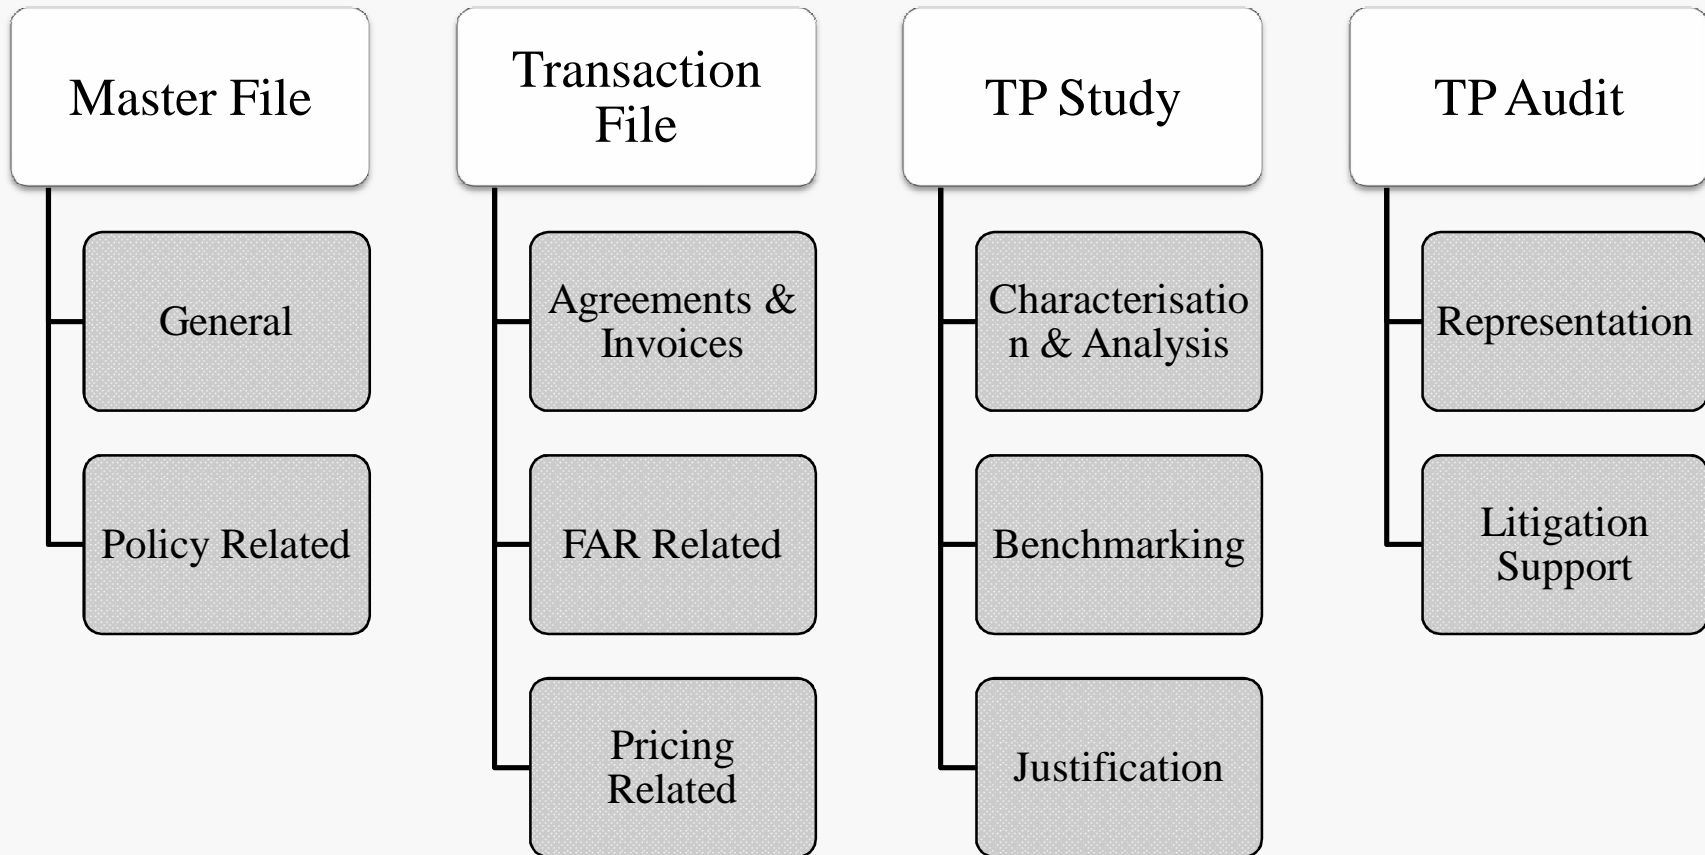 Master File
General
Policy Related
Transaction
File
Agreements &
Invoices
FAR Related
Pricing
Related
TP Study
Characterisatio
n & Analysis
Benchmarking
Justification
TP Audit
Representation
Litigation
Support